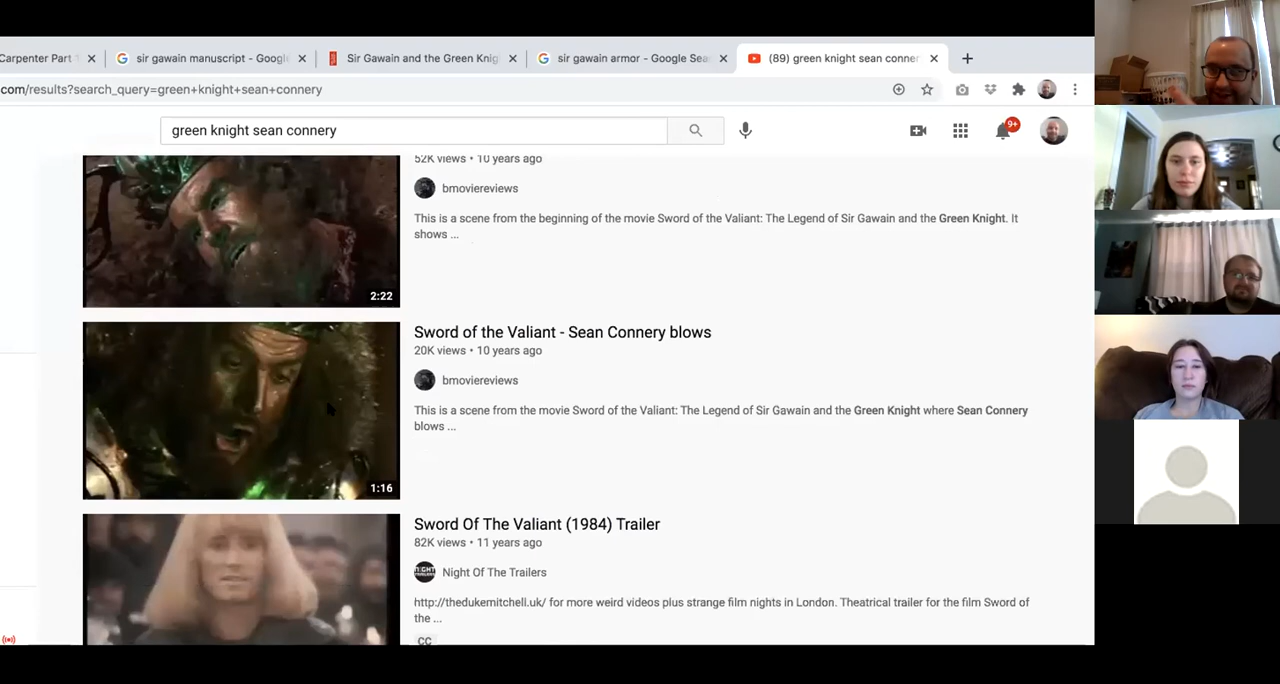 Carpenter Part
sir gawain manuscript - Google
Sir Gawain and the Green Knig
sir gawain armor - Google Sea
(89) green knight sean conner
com/results?search_query=green+knight+sean+connery
green knight sean connery
9+
52K views • 10 years ago
bmoviereviews
This is a scene from the beginning of the movie Sword of the Valiant: The Legend of Sir Gawain and the Green Knight. It
shows ...
2:22
Sword of the Valiant - Sean Connery blows
20K views • 10 years ago
bmoviereviews
This is a scene from the movie Sword of the Valiant: The Legend of Sir Gawain and the Green Knight where Sean Connery
blows ...
1:16
Sword Of The Valiant (1984) Trailer
82K views • 11 years ago
Night Of The Trailers
http://thedukemitchell.uk/ for more weird videos plus strange film nights in London. Theatrical trailer for the film Sword of
the ...
CC